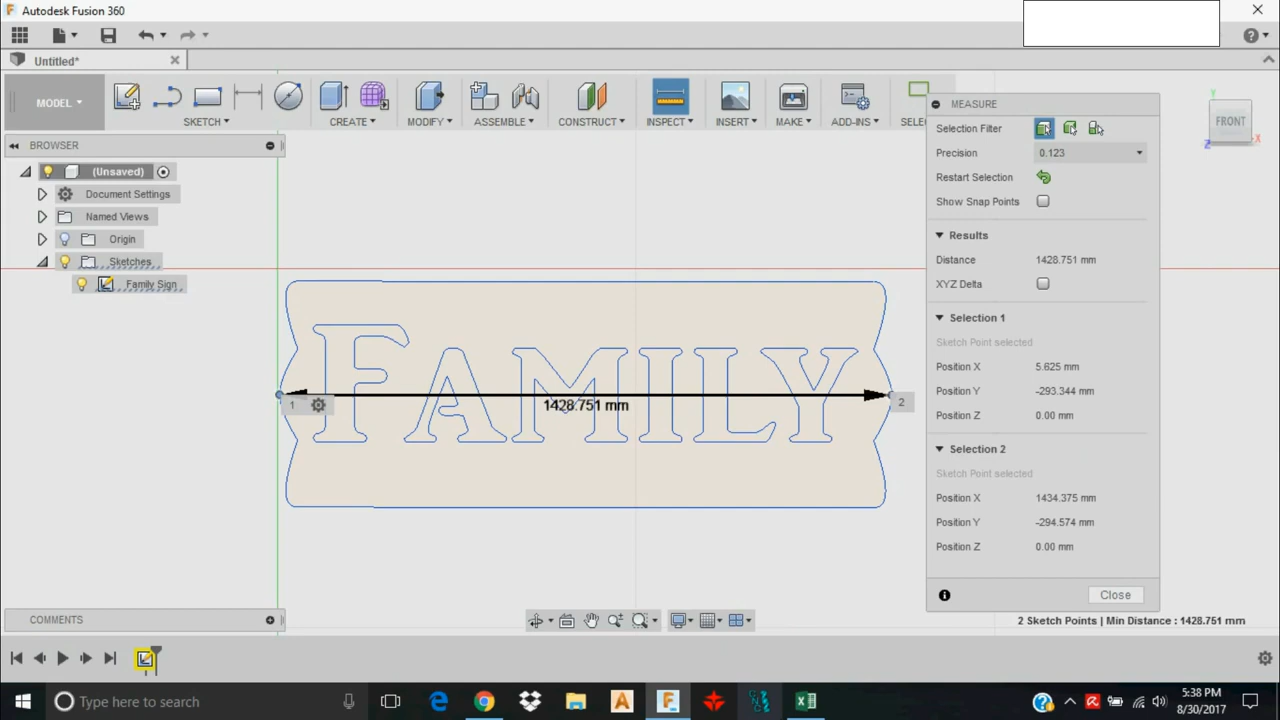 Autodesk Fusion 360
Untitled*
MODEL
SKETCH
CREATE
MODIFY
ASSEMBLE
CONSTRUCT
INSPECT
INSERT
MAKE
ADD-INS
SELEC
BROWSER
(Unsaved)
Document Settings
Named Views
Origin
Sketches
Family Sign
MEASURE
Selection Filter
Precision 0.123
Restart Selection
Show Snap Points
Results
Distance 1428.751 mm
XYZ Delta
Selection 1
Sketch Point selected
Position X 5.625 mm
Position Y -293.344 mm
Position Z 0.00 mm
Selection 2
Sketch Point selected
Position X 1434.375 mm
Position Y -294.574 mm
Position Z 0.00 mm
Close
Y
FRONT
X
Z
FAMILY
1
1428.751 mm
2
COMMENTS
2 Sketch Points | Min Distance : 1428.751 mm
Type here to search
5:38 PM
8/30/2017